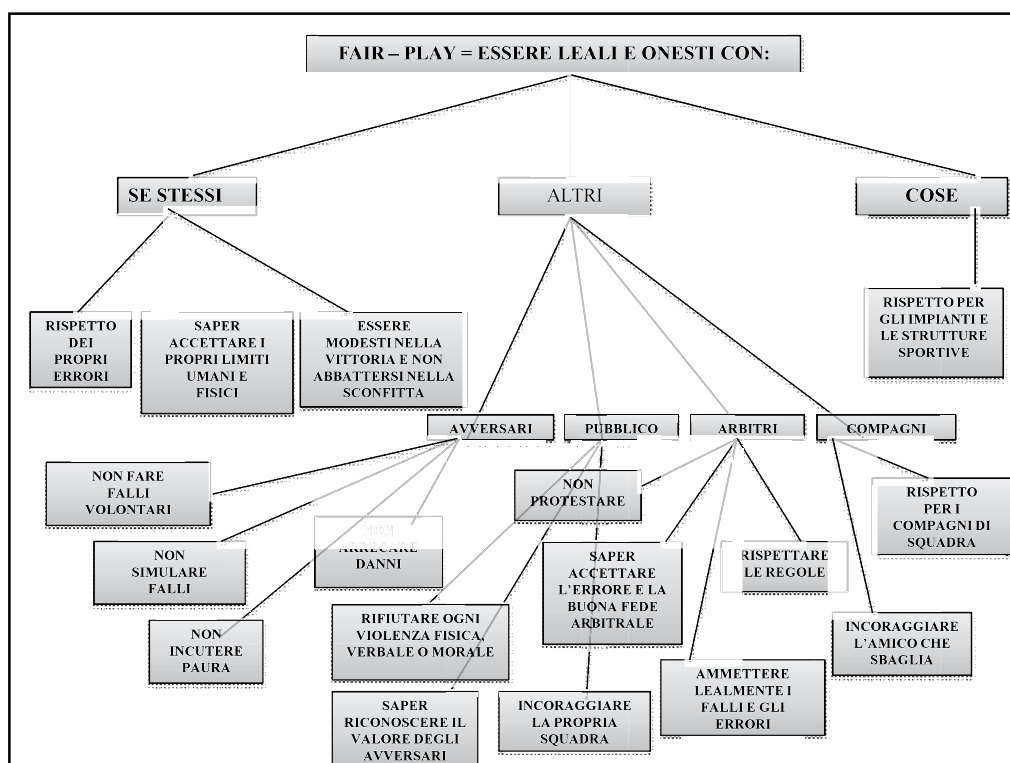 FAIR – PLAY = ESSERE LEALI E ONESTI CON:
SE STESSI
ALTRI
COSE
RISPETTO
DEI
PROPRI
ERRORI
SAPER
ACCETTARE I
PROPRI LIMITI
UMANI E
FISICI
ESSERE
MODESTI NELLA
VITTORIA E NON
ABBATTERSI NELLA
SCONFITTA
RISPETTO PER
GLI IMPIANTI E
LE STRUTTURE
SPORTIVE
AVVERSARI
PUBBLICO
ARBITRI
COMPAGNI
NON FARE
FALLI
VOLONTARI
NON
SIMULARE
FALLI
NON
INCUTERE
PAURA
NON
ARRECARE
DANNI
RIFIUTARE OGNI
VIOLENZA FISICA,
VERBALE O MORALE
SAPER
RICONOSCERE IL
VALORE DEGLI
AVVERSARI
INCORAGGIARE
LA PROPRIA
SQUADRA
NON
PROTESTARE
SAPER
ACCETTARE
L'ERRORE E LA
BUONA FEDE
ARBITRALE
AMMETTERE
LEALMENTE I
FALLI E GLI
ERRORI
RISPETTARE
LE REGOLE
INCORAGGIARE
L'AMICO CHE
SBAGLIA
RISPETTO
PER I
COMPAGNI DI
SQUADRA